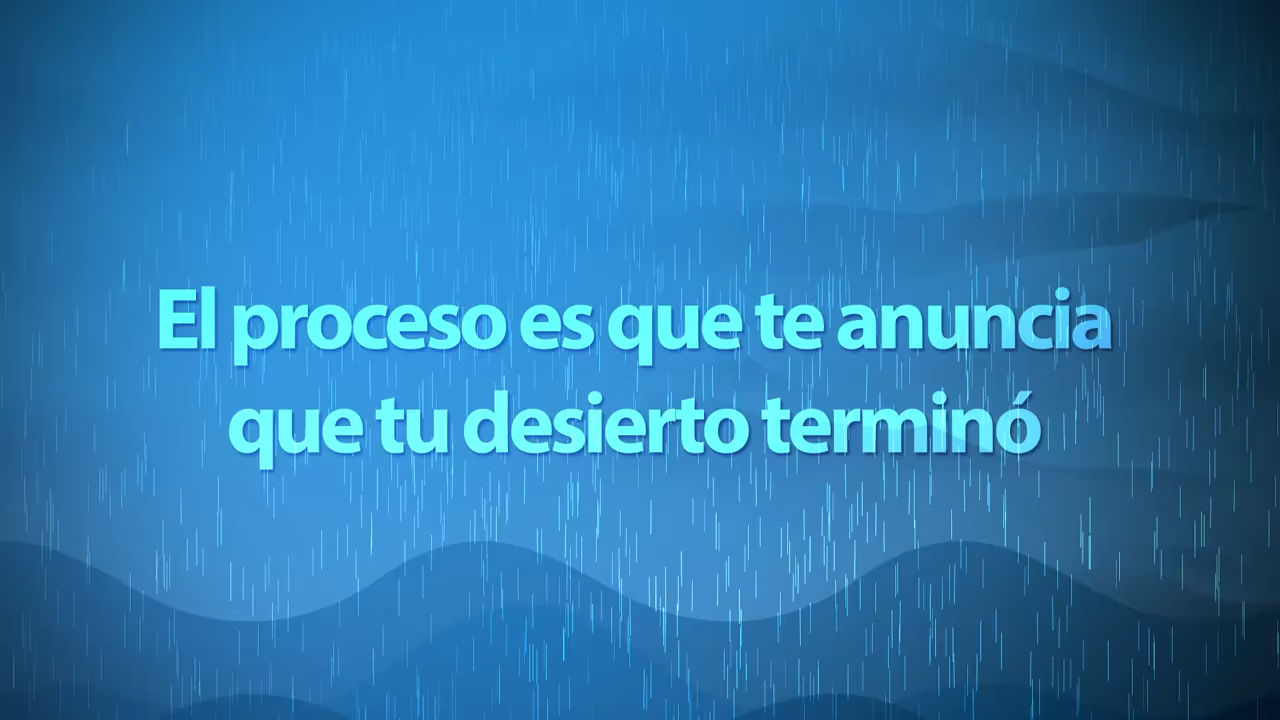 El proceso es que te anuncia
que tu desierto terminó